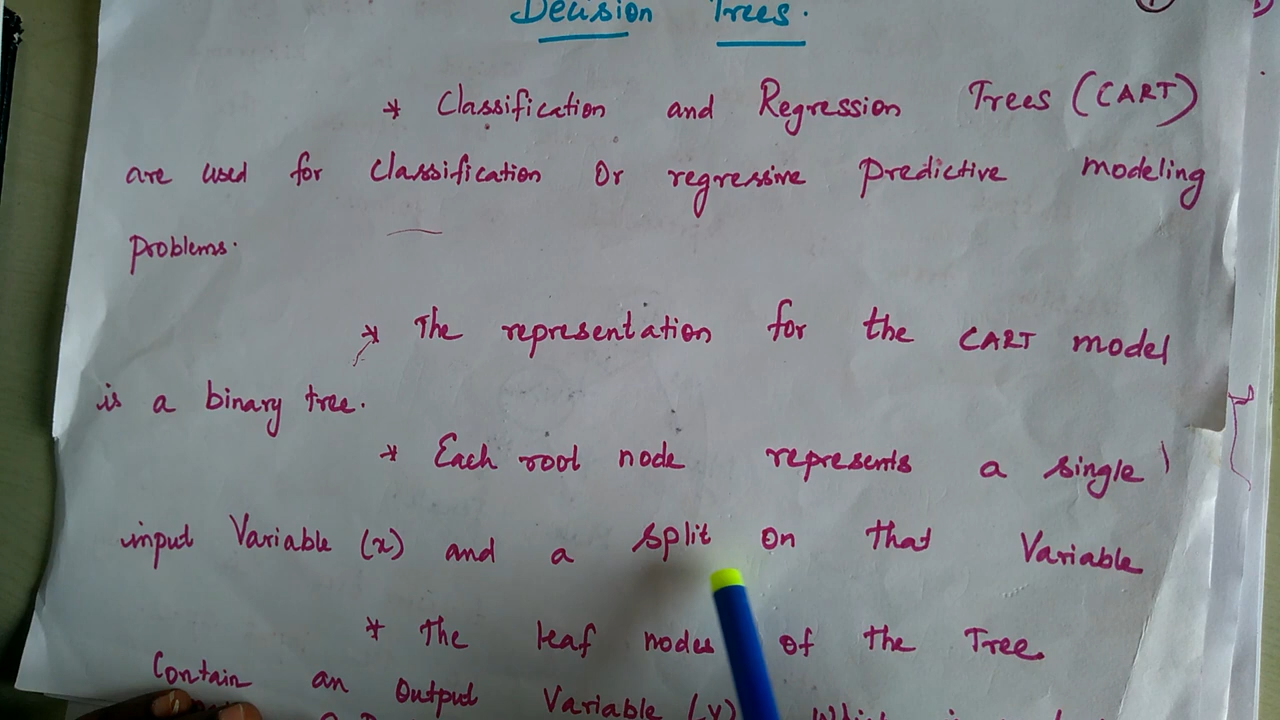 Decision Trees.
* Classification and Regression Trees (CART)
are used for classification Or regressive Predictive modeling
Problems.
* The representation for the CART model
is a binary tree.
* Each root node represents a single
input Variable (x) and a split on that Variable
* The leaf nodes of the Tree
Contain an Output Variable (y)